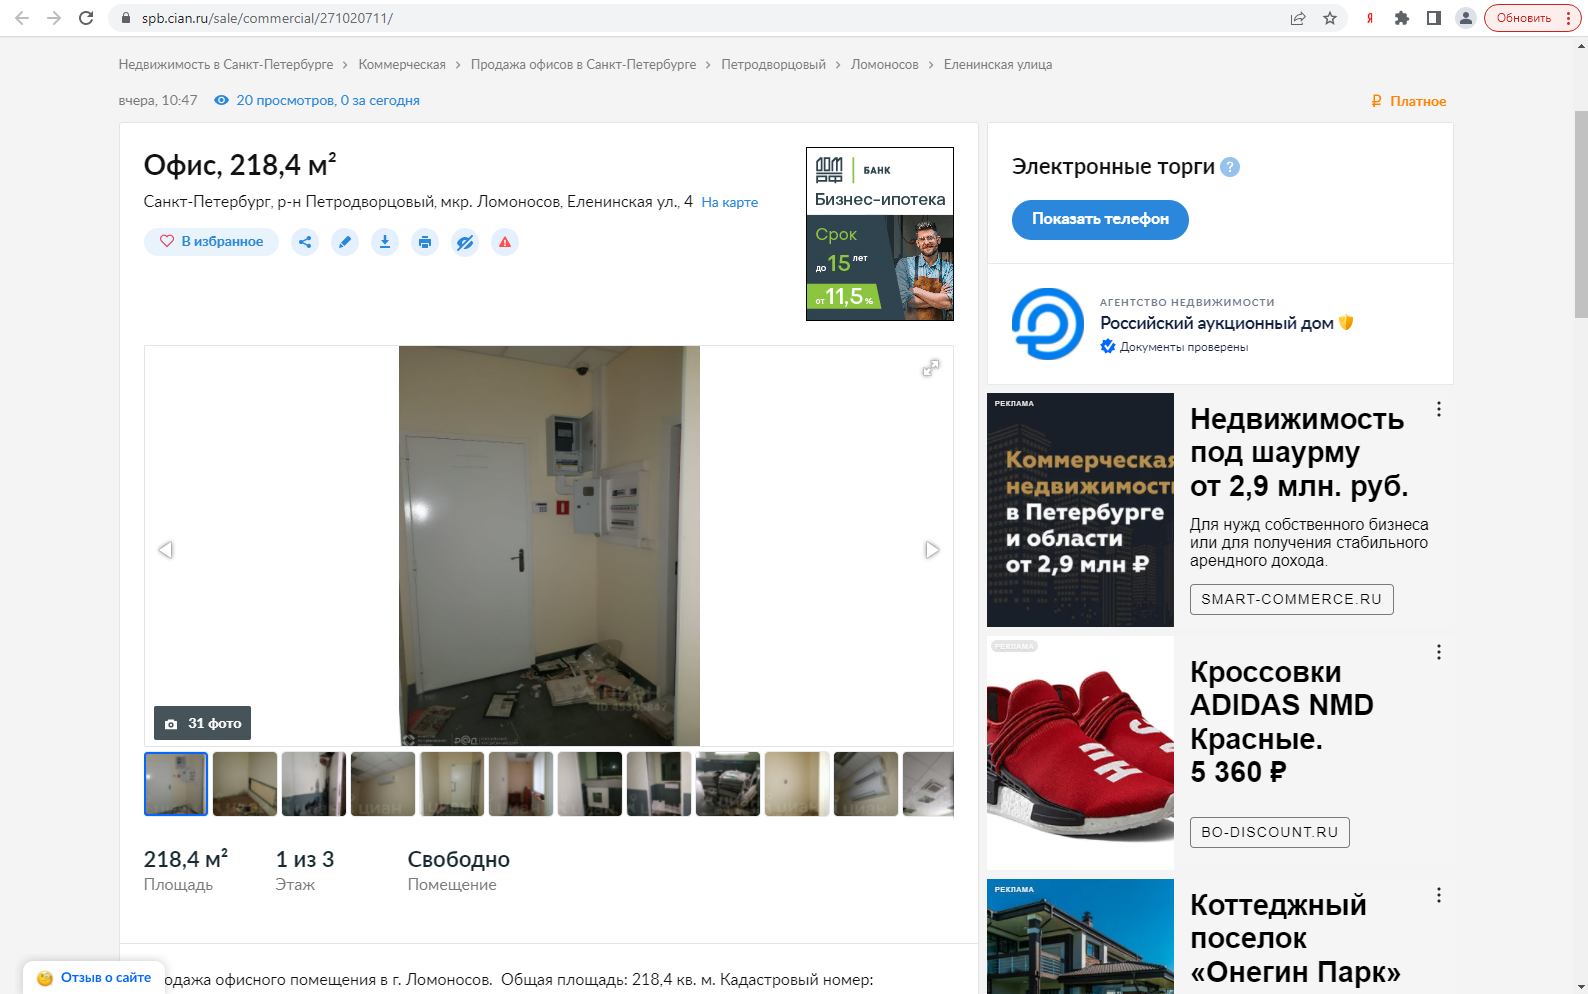 spb.cian.ru/sale/commercial/271020711/
Я
Обновить
Недвижимость в Санкт-Петербурге > Коммерческая > Продажа офисов в Санкт-Петербурге > Петродворцовый > Ломоносов > Еленинская улица
вчера, 10:47
20 просмотров, 0 за сегодня
₽ Платное
Офис, 218,4 м²
Санкт-Петербург, р-н Петродворцовый, мкр. Ломоносов, Еленинская ул., 4 На карте
В избранное
ДОМ
РФ
БАНК
Бизнес-ипотека
Срок
до 15 лет
от 11,5 %
31 фото
218,4 м²
Площадь
1 из 3
Этаж
Свободно
Помещение
Продажа офисного помещения в г. Ломоносов. Общая площадь: 218,4 кв. м. Кадастровый номер:
Отзыв о сайте
Электронные торги ?
Показать телефон
АГЕНТСТВО НЕДВИЖИМОСТИ
Российский аукционный дом
Документы проверены
РЕКЛАМА
Коммерческая
недвижимость
в Петербурге
и области
от 2,9 млн ₽
Недвижимость
под шаурму
от 2,9 млн. руб.
Для нужд собственного бизнеса
или для получения стабильного
арендного дохода.
SMART-COMMERCE.RU
РЕКЛАМА
Кроссовки
ADIDAS NMD
Красные.
5 360 ₽
BO-DISCOUNT.RU
РЕКЛАМА
Коттеджный
поселок
«Онегин Парк»